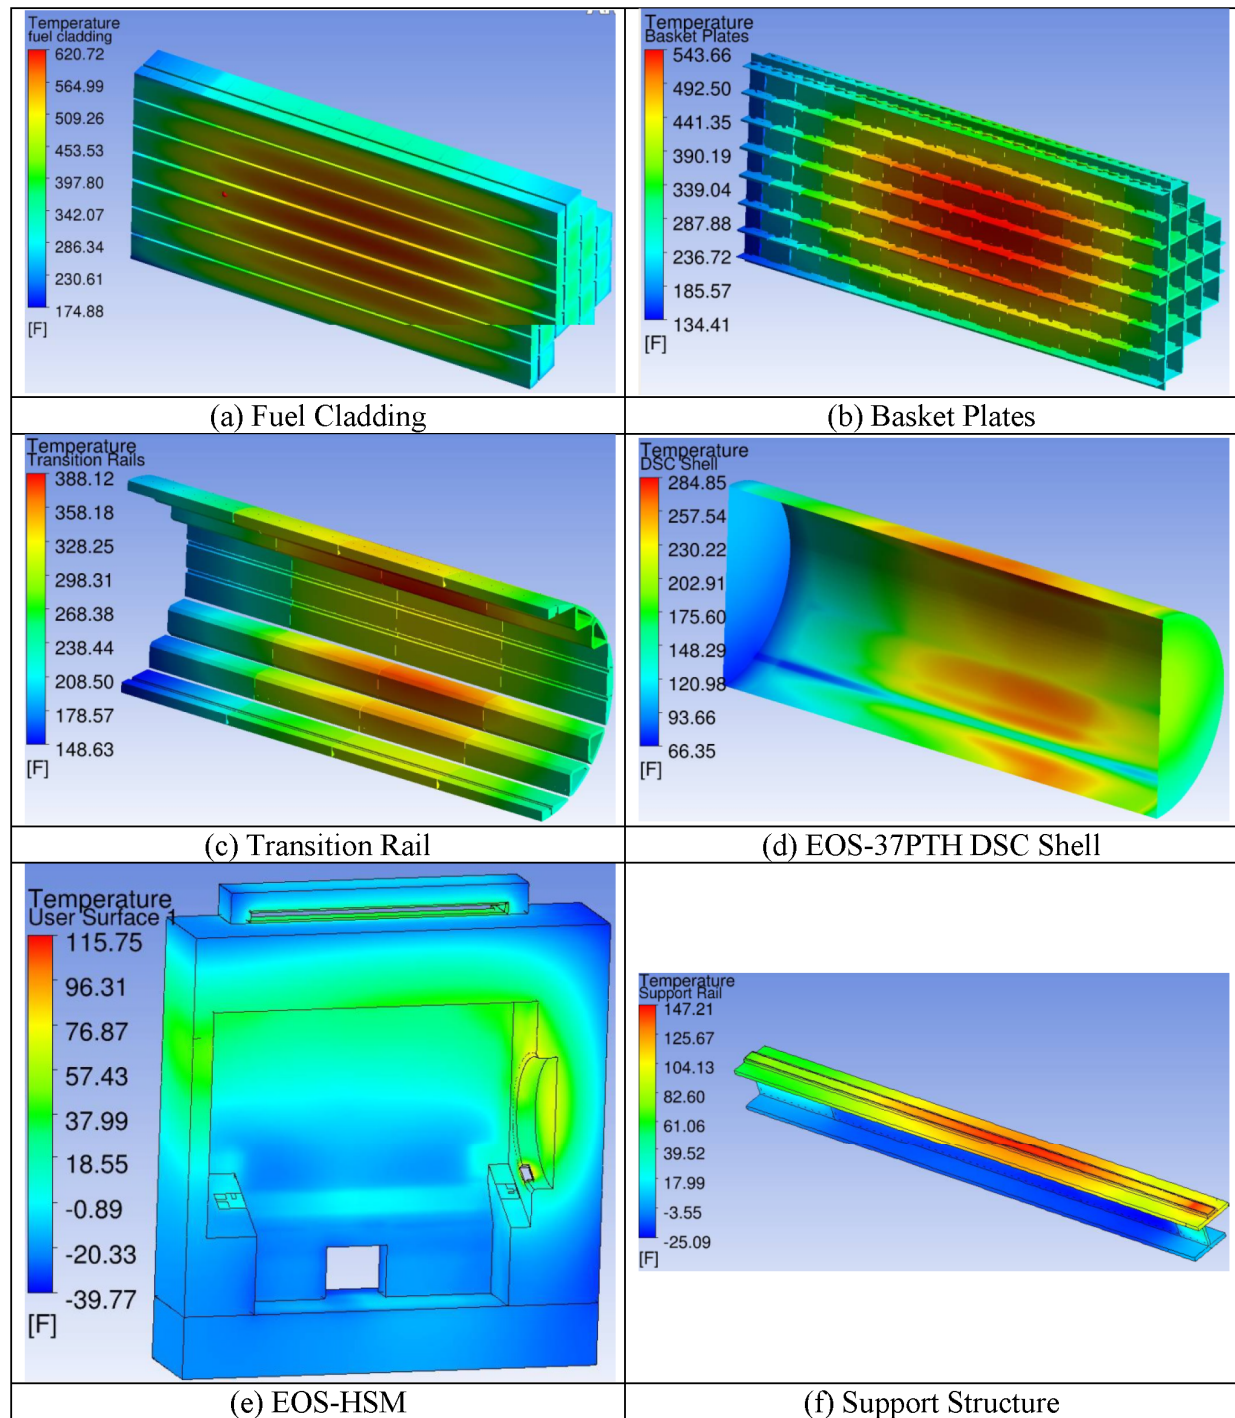 Temperature
fuel cladding
620.72
564.99
509.26
453.53
397.80
342.07
286.34
230.61
174.88
[F]
(a) Fuel Cladding
Temperature
Basket Plates
543.66
492.50
441.35
390.19
339.04
287.88
236.72
185.57
134.41
[F]
(b) Basket Plates
Temperature
Transition Rails
388.12
358.18
328.25
298.31
268.38
238.44
208.50
178.57
148.63
[F]
(c) Transition Rail
Temperature
DSC Shell
284.85
257.54
230.22
202.91
175.60
148.29
120.98
93.66
66.35
[F]
(d) EOS-37PTH DSC Shell
Temperature
User Surface 1
115.75
96.31
76.87
57.43
37.99
18.55
-0.89
-20.33
-39.77
[F]
(e) EOS-HSM
Temperature
Support Rail
147.21
125.67
104.13
82.60
61.06
39.52
17.99
-3.55
-25.09
[F]
(f) Support Structure